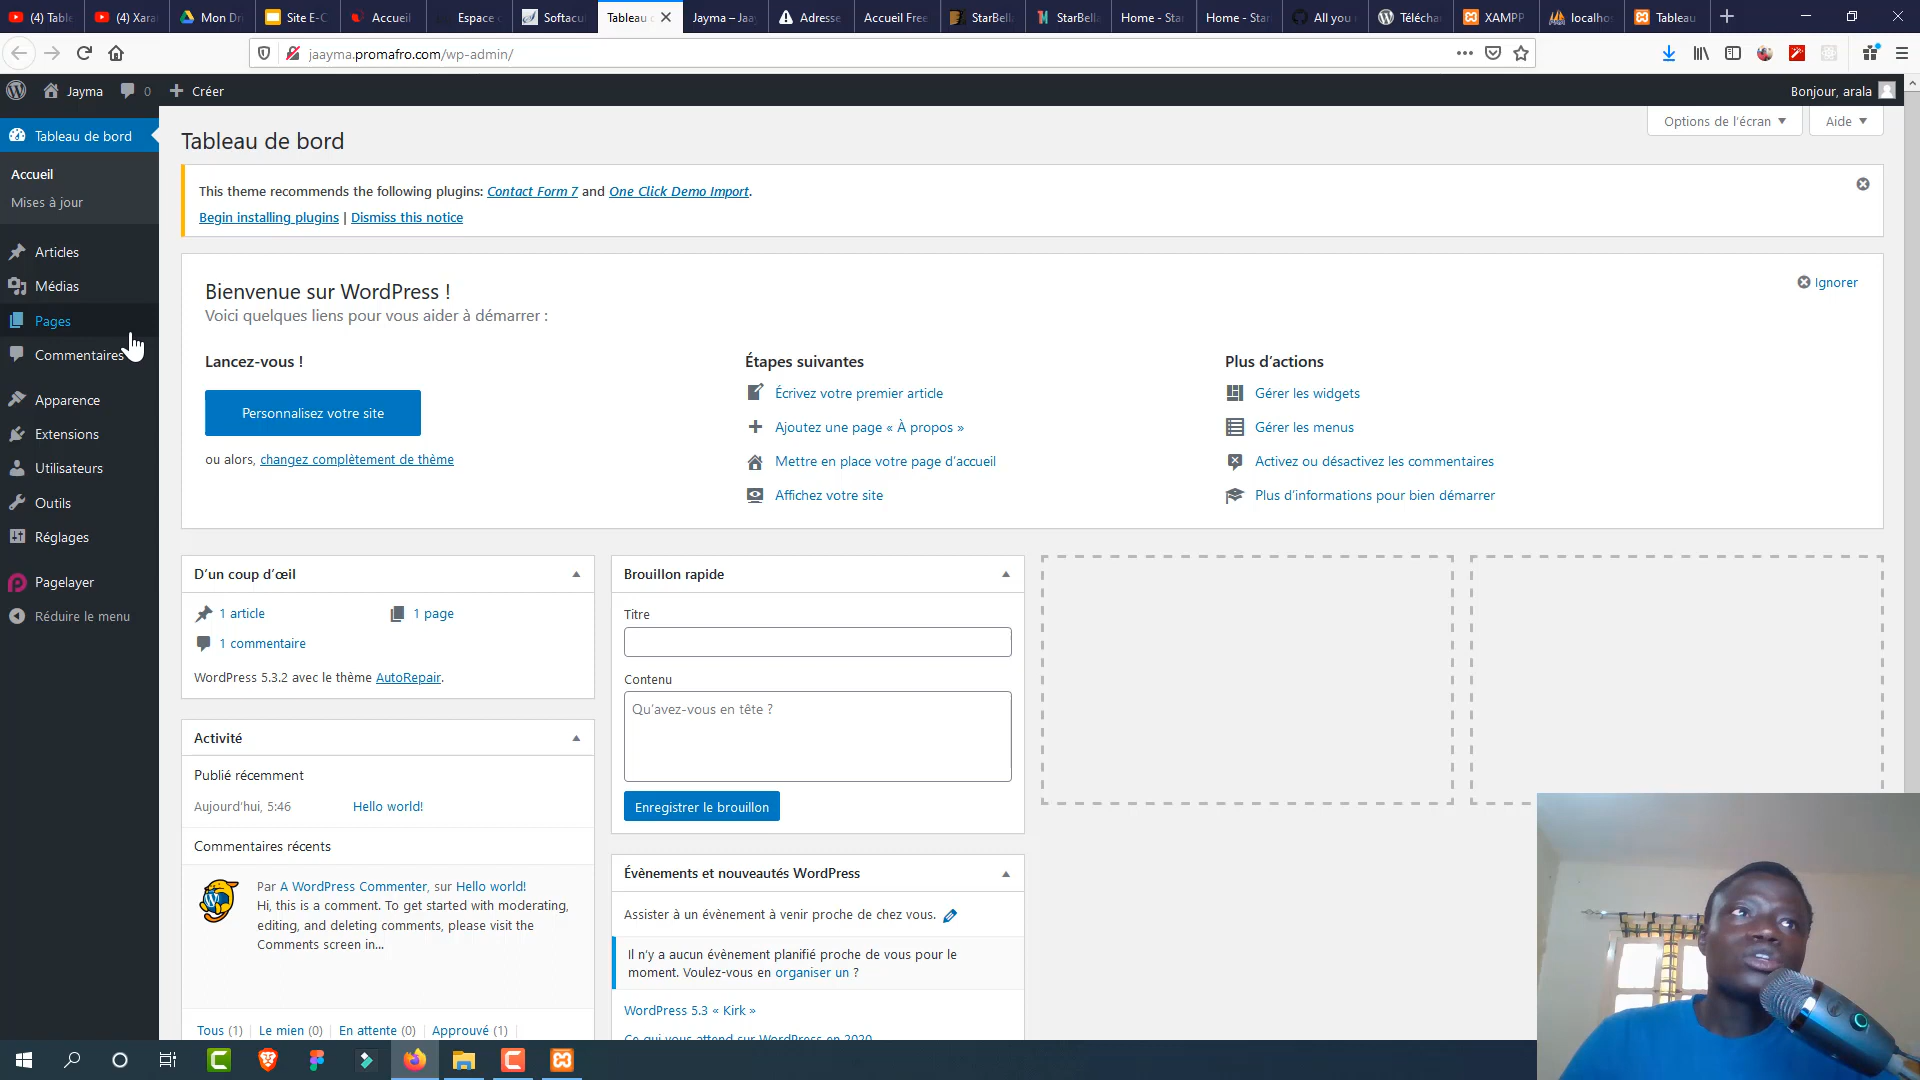 (4) Table
(4) Xara
Mon Dr
Site E-C
Accueil
Espace
Softacu
Tableau
Jayma – Jaa
Adresse
Accueil Free
StarBell
StarBell
Home - Star
Home - Star
All you
Téléchar
XAMPP
localho
Tableau
jaayma.promafro.com/wp-admin/
Jayma 0 Créer
Bonjour, arala
Options de l'écran
Aide
Tableau de bord
Accueil
Mises à jour
Articles
Médias
Pages
Commentaires
Apparence
Extensions
Utilisateurs
Outils
Réglages
Pagelayer
Réduire le menu
Tableau de bord
This theme recommends the following plugins: Contact Form 7 and One Click Demo Import.
Begin installing plugins | Dismiss this notice
Bienvenue sur WordPress !
Ignorer
Voici quelques liens pour vous aider à démarrer :
Lancez-vous !
Personnalisez votre site
ou alors, changez complètement de thème
Étapes suivantes
Écrivez votre premier article
Ajoutez une page « À propos »
Mettre en place votre page d'accueil
Affichez votre site
Plus d'actions
Gérer les widgets
Gérer les menus
Activez ou désactivez les commentaires
Plus d'informations pour bien démarrer
D'un coup d'œil
1 article
1 page
1 commentaire
WordPress 5.3.2 avec le thème AutoRepair.
Activité
Publié récemment
Aujourd'hui, 5:46 Hello world!
Commentaires récents
Par A WordPress Commenter, sur Hello world!
Hi, this is a comment. To get started with moderating,
editing, and deleting comments, please visit the
Comments screen in...
Tous (1) | Le mien (0) | En attente (0) | Approuvé (1) |
Brouillon rapide
Titre
Contenu
Qu'avez-vous en tête ?
Enregistrer le brouillon
Évènements et nouveautés WordPress
Assister à un évènement à venir proche de chez vous.
Il n'y a aucun évènement planifié proche de vous pour le
moment. Voulez-vous en organiser un ?
WordPress 5.3 « Kirk »
Ce qui vous attend sur WordPress en 2020